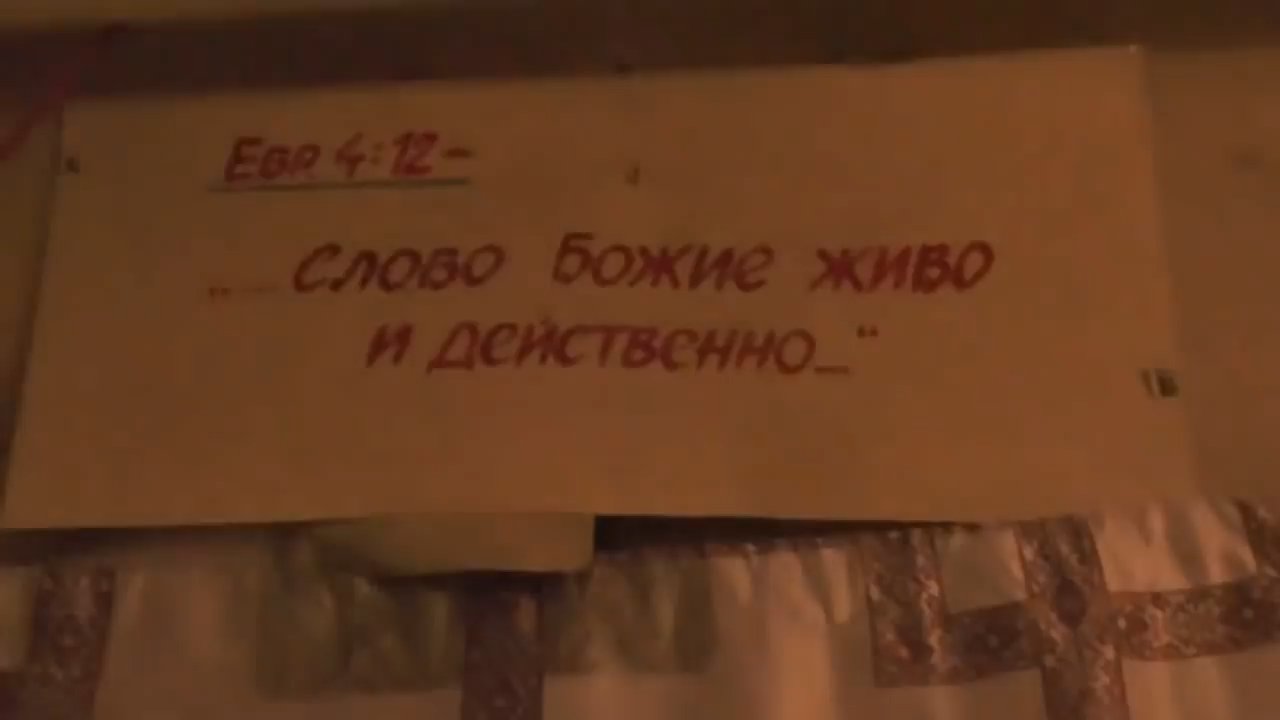 Евр. 4:12-
„... Слово Божие живо
и действенно..."